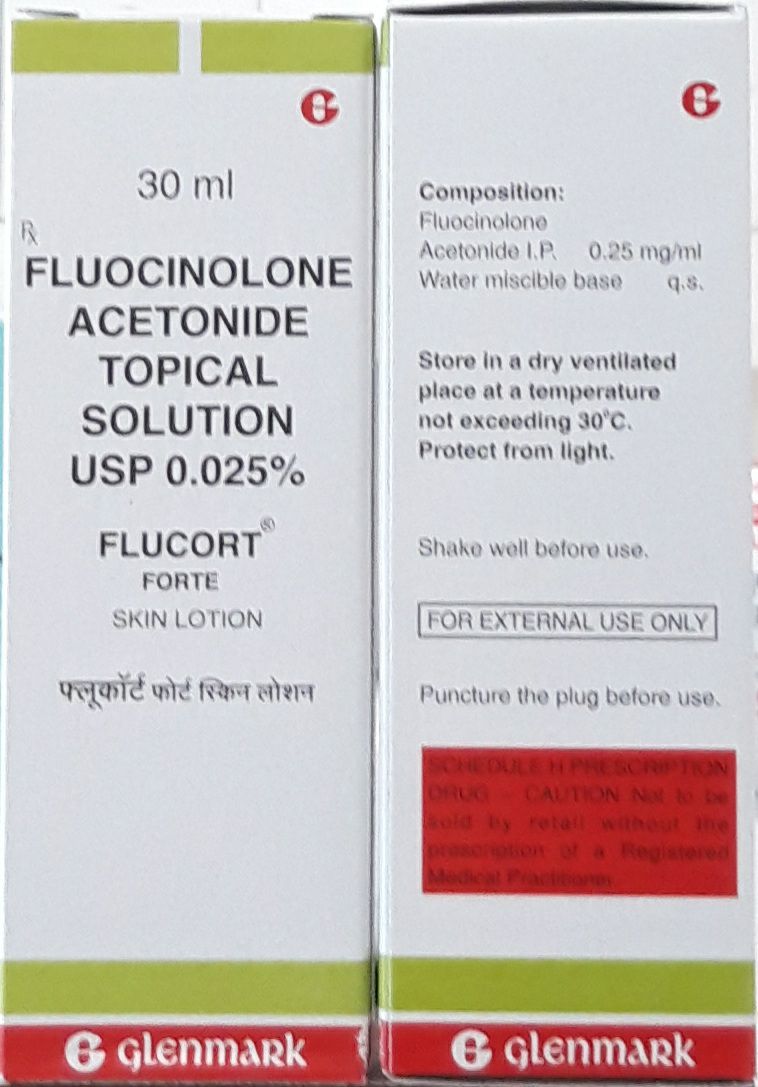 30 ml
Rx
FLUOCINOLONE
ACETONIDE
TOPICAL
SOLUTION
USP 0.025%
FLUCORT®
FORTE
SKIN LOTION
फ्लूकॉर्ट फोर्ट स्किन लोशन
GLENMARK
Composition:
Fluocinolone
Acetonide I.P. 0.25 mg/ml
Water miscible base q.s.
Store in a dry ventilated
place at a temperature
not exceeding 30°C.
Protect from light.
Shake well before use.
FOR EXTERNAL USE ONLY
Puncture the plug before use.
SCHEDULE H PRESCRIPTION
DRUG - CAUTION Not to be
sold by retail without the
prescription of a Registered
Medical Practitioner
GLENMARK